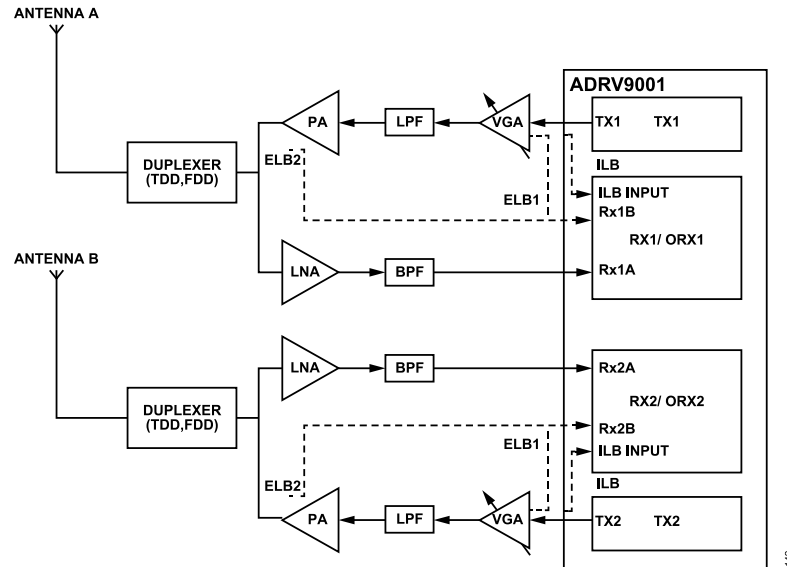 ANTENNA A
ADRV9001
PA
LPF
VGA
TX1 TX1
DUPLEXER
(TDD,FDD)
ELB2
ILB
ELB1
ILB INPUT
Rx1B
RX1/ ORX1
LNA
BPF
Rx1A
ANTENNA B
LNA
BPF
Rx2A
DUPLEXER
(TDD,FDD)
RX2/ ORX2
Rx2B
ELB1
ILB INPUT
ELB2
ILB
PA
LPF
VGA
TX2 TX2